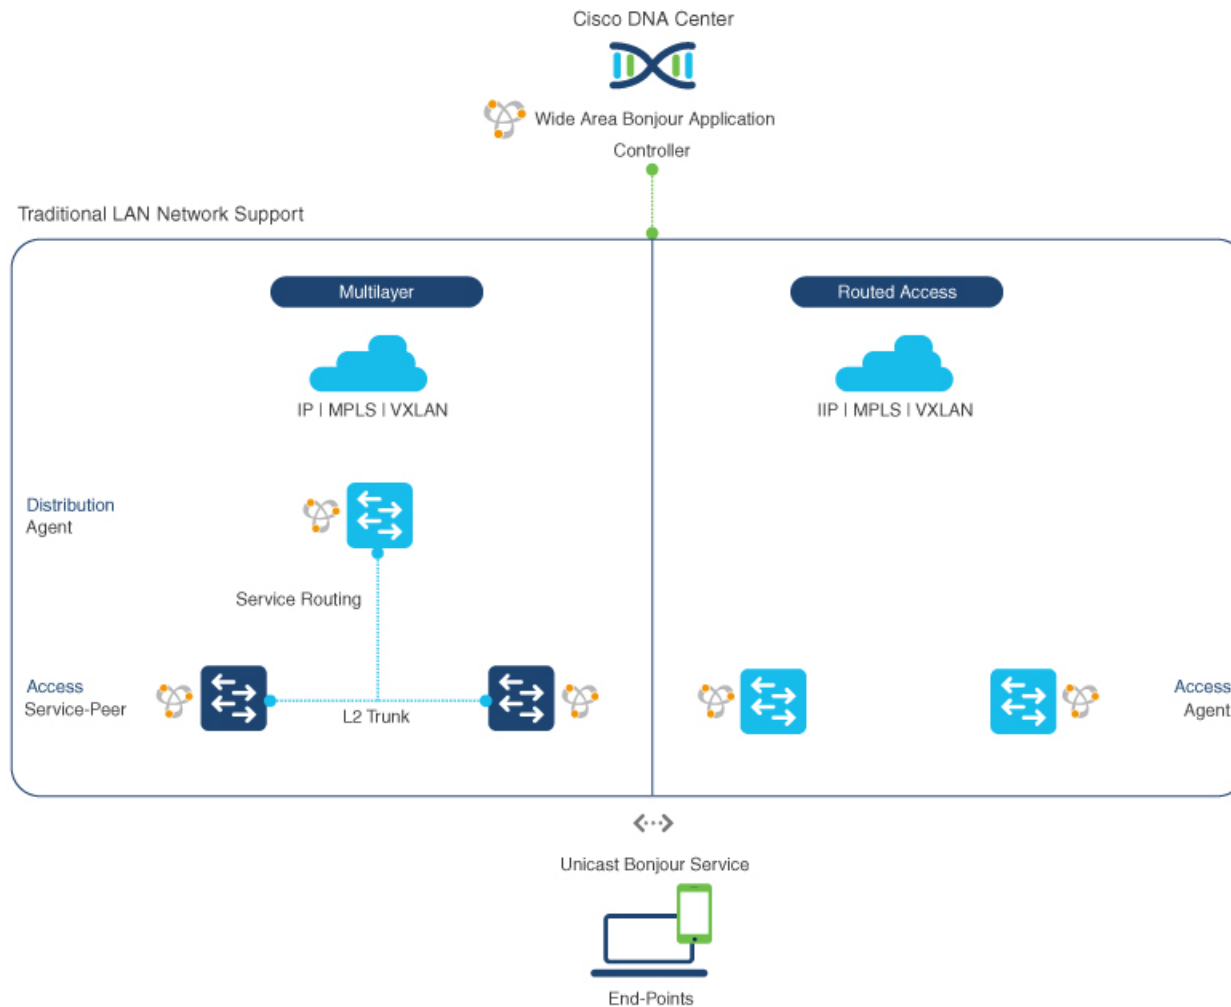 Cisco DNA Center
Wide Area Bonjour Application
Controller
Traditional LAN Network Support
Multilayer
Routed Access
IP | MPLS | VXLAN
IIP | MPLS | VXLAN
Distribution
Agent
Service Routing
Access
Service-Peer
L2 Trunk
Access
Agent
Unicast Bonjour Service
End-Points